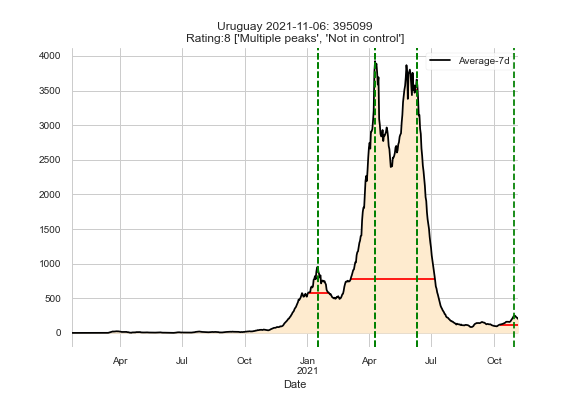 Uruguay 2021-11-06: 395099
Rating:8 ['Multiple peaks', 'Not in control']
Average-7d
4000
3500
3000
2500
2000
1500
1000
500
0
Apr Jul Oct Jan Apr Jul Oct
2021
Date